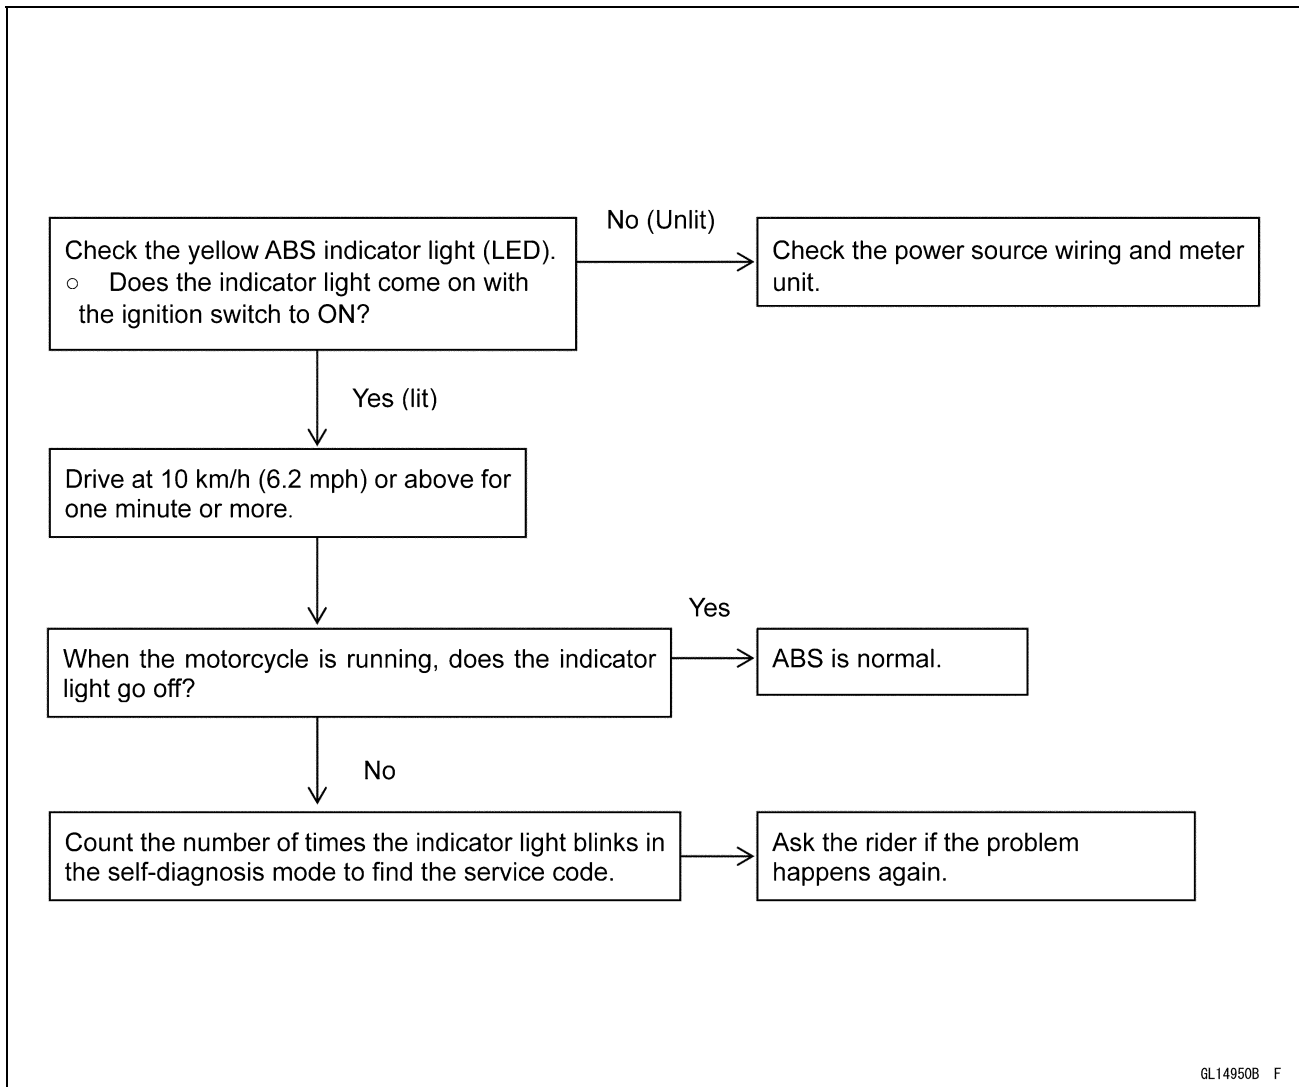 No (Unlit)
Check the yellow ABS indicator light (LED).
○ Does the indicator light come on with
the ignition switch to ON?
Check the power source wiring and meter
unit.
Yes (lit)
Drive at 10 km/h (6.2 mph) or above for
one minute or more.
Yes
When the motorcycle is running, does the indicator
light go off?
ABS is normal.
No
Count the number of times the indicator light blinks in
the self-diagnosis mode to find the service code.
Ask the rider if the problem
happens again.
GL14950B F